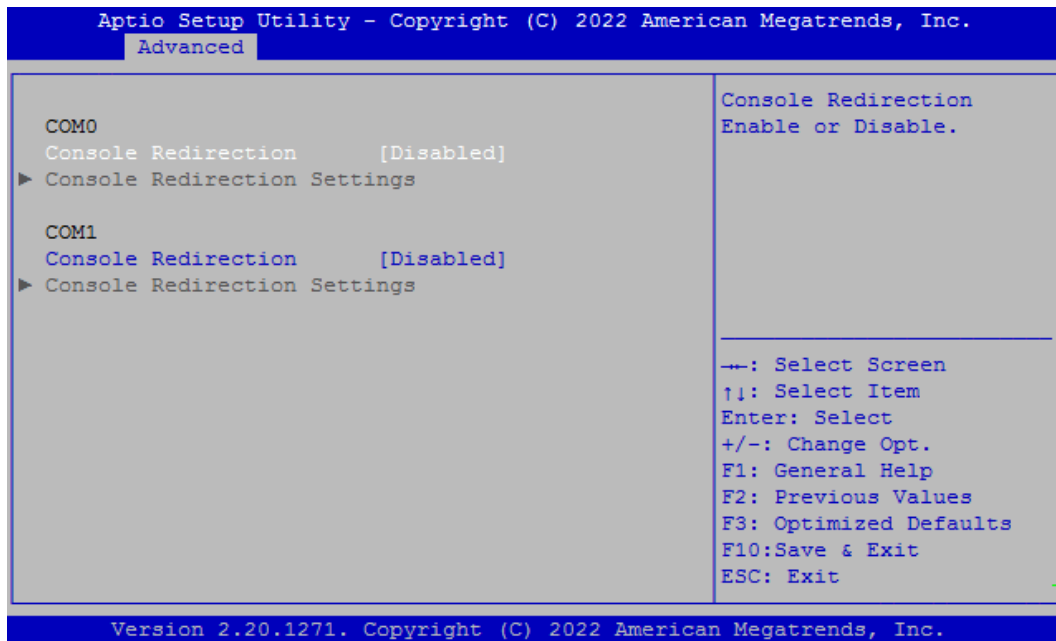 Aptio Setup Utility - Copyright (C) 2022 American Megatrends, Inc.
Advanced
COM0
Console Redirection [Disabled]
▶ Console Redirection Settings
COM1
Console Redirection [Disabled]
▶ Console Redirection Settings
Console Redirection
Enable or Disable.
→←: Select Screen
↑↓: Select Item
Enter: Select
+/-: Change Opt.
F1: General Help
F2: Previous Values
F3: Optimized Defaults
F10:Save & Exit
ESC: Exit
Version 2.20.1271. Copyright (C) 2022 American Megatrends, Inc.